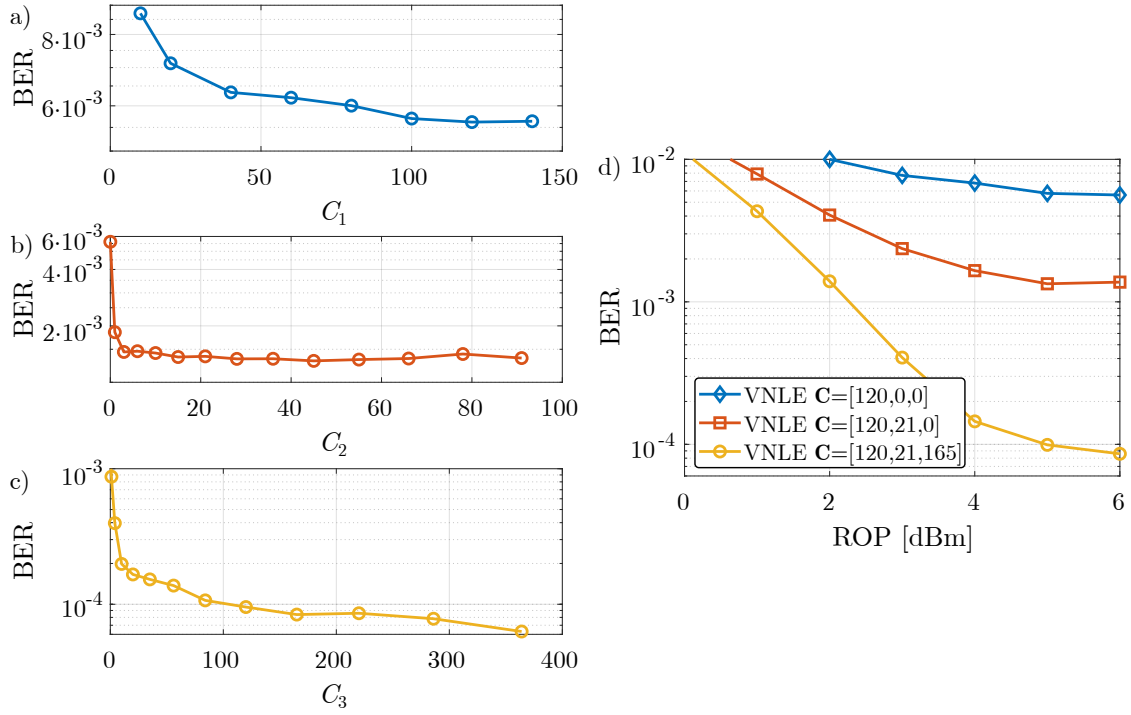 a)
BER
8·10⁻³
6·10⁻³
0 50 100 150
C₁
b)
BER
6·10⁻³
4·10⁻³
2·10⁻³
0 20 40 60 80 100
C₂
c)
BER
10⁻³
10⁻⁴
0 100 200 300 400
C₃
d)
BER
10⁻²
10⁻³
10⁻⁴
VNLE C=[120,0,0]
VNLE C=[120,21,0]
VNLE C=[120,21,165]
0 2 4 6
ROP [dBm]